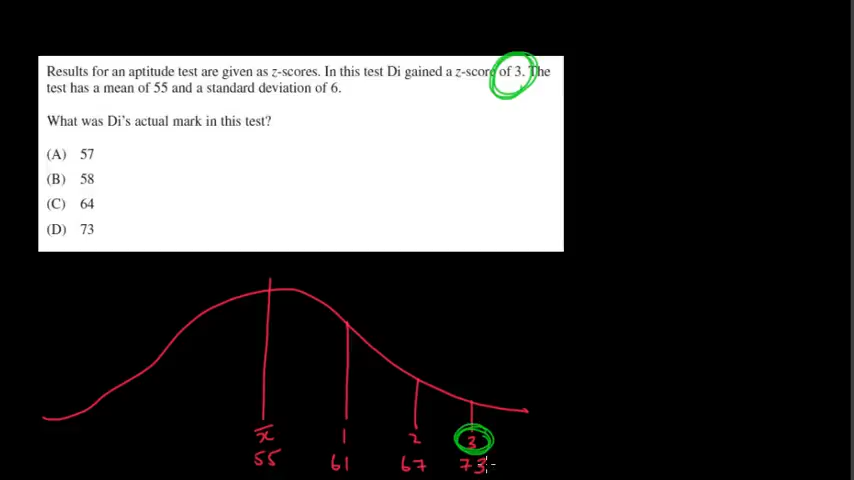 Results for an aptitude test are given as z-scores. In this test Di gained a z-score of 3. The
test has a mean of 55 and a standard deviation of 6.
What was Di's actual mark in this test?
(A) 57
(B) 58
(C) 64
(D) 73
x̅ 1 2 3
55 61 67 73